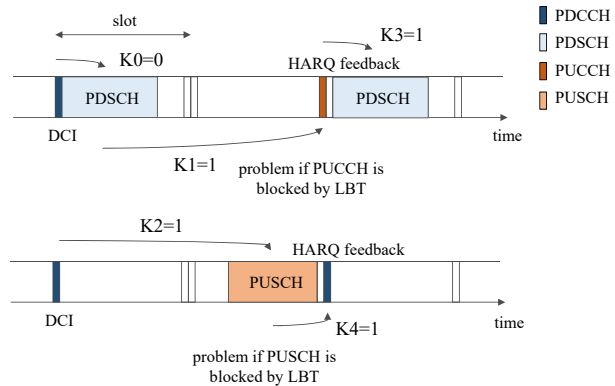 slot
K0=0
K3=1
HARQ feedback
PDSCH
PDSCH
DCI
time
K1=1
problem if PUCCH is
blocked by LBT
PDCCH
PDSCH
PUCCH
PUSCH
K2=1
HARQ feedback
PUSCH
DCI
time
K4=1
problem if PUSCH is
blocked by LBT